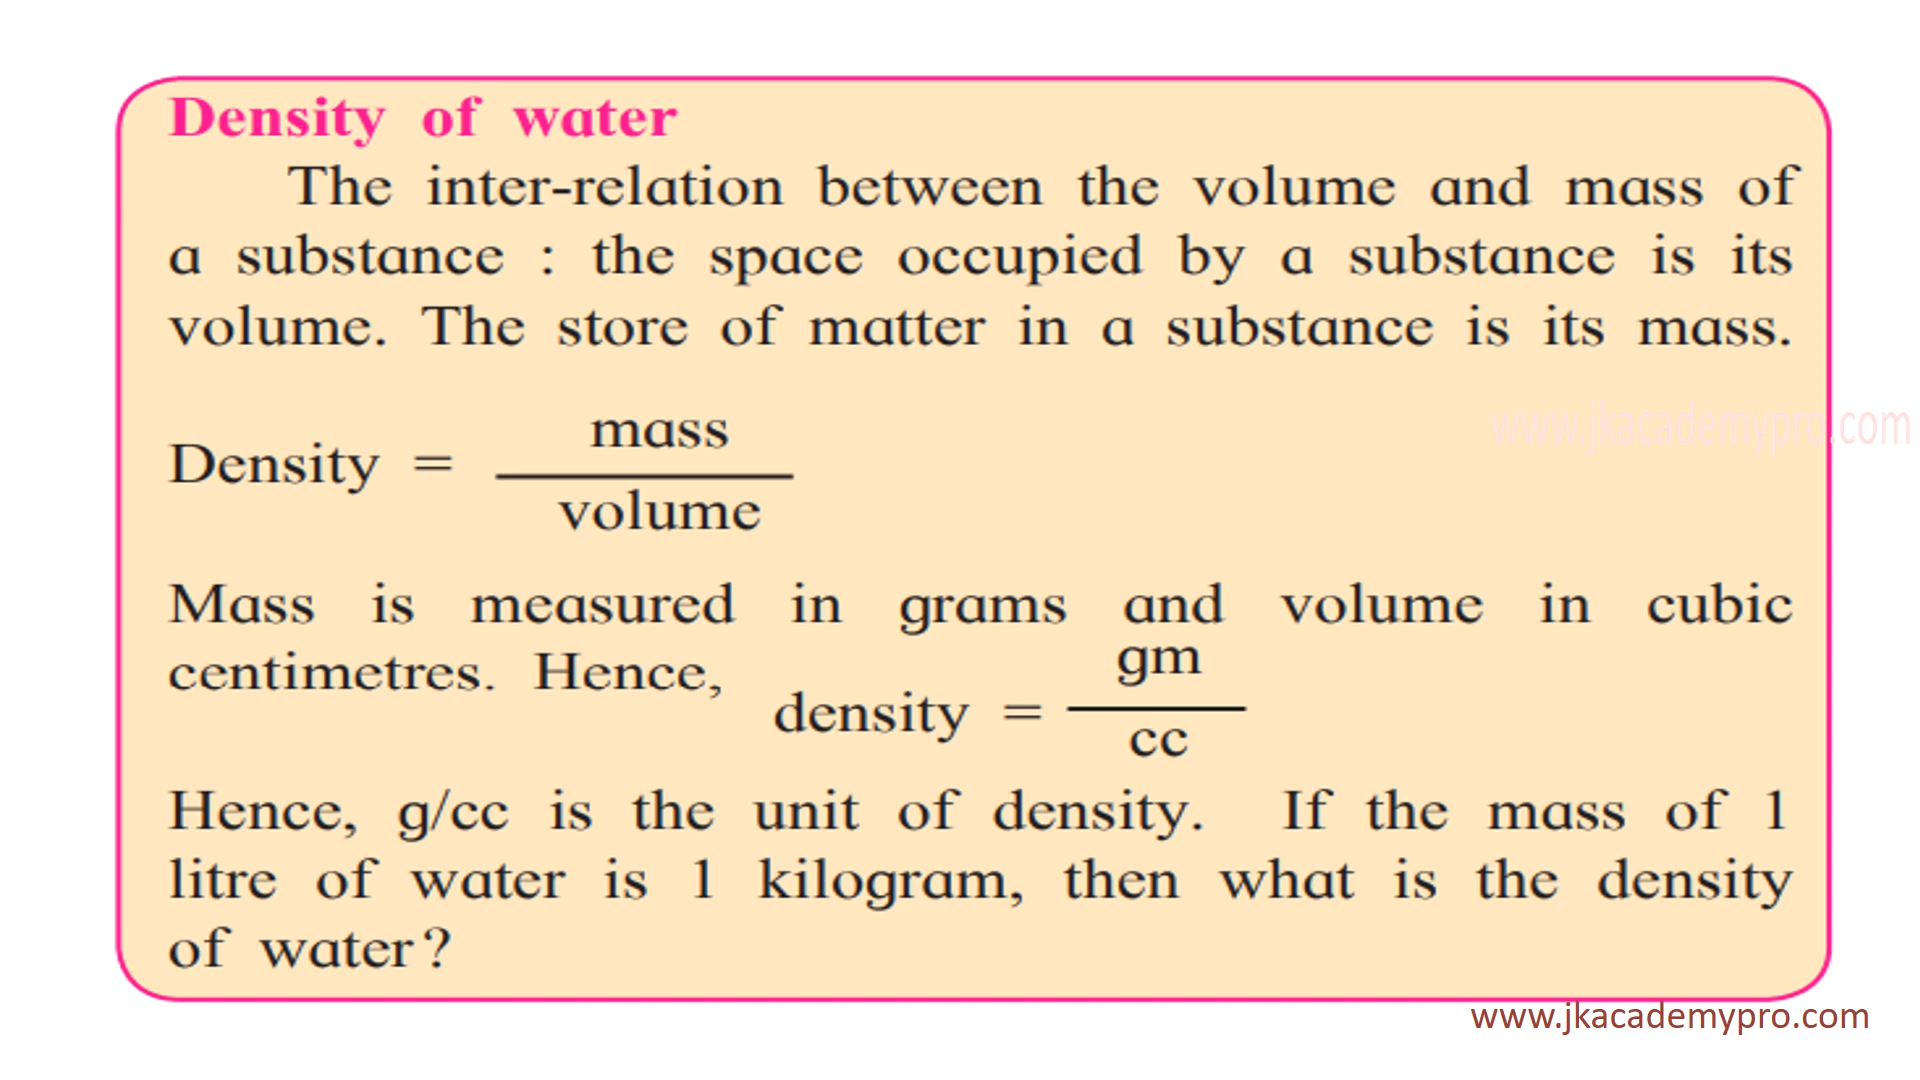 Density of water
The inter-relation between the volume and mass of
a substance : the space occupied by a substance is its
volume. The store of matter in a substance is its mass.
www.jkacademypro.com
mass
Density =
volume
Mass is measured in grams and volume in cubic
centimetres. Hence,
gm
density =
cc
Hence, g/cc is the unit of density. If the mass of 1
litre of water is 1 kilogram, then what is the density
of water?
www.jkacademypro.com